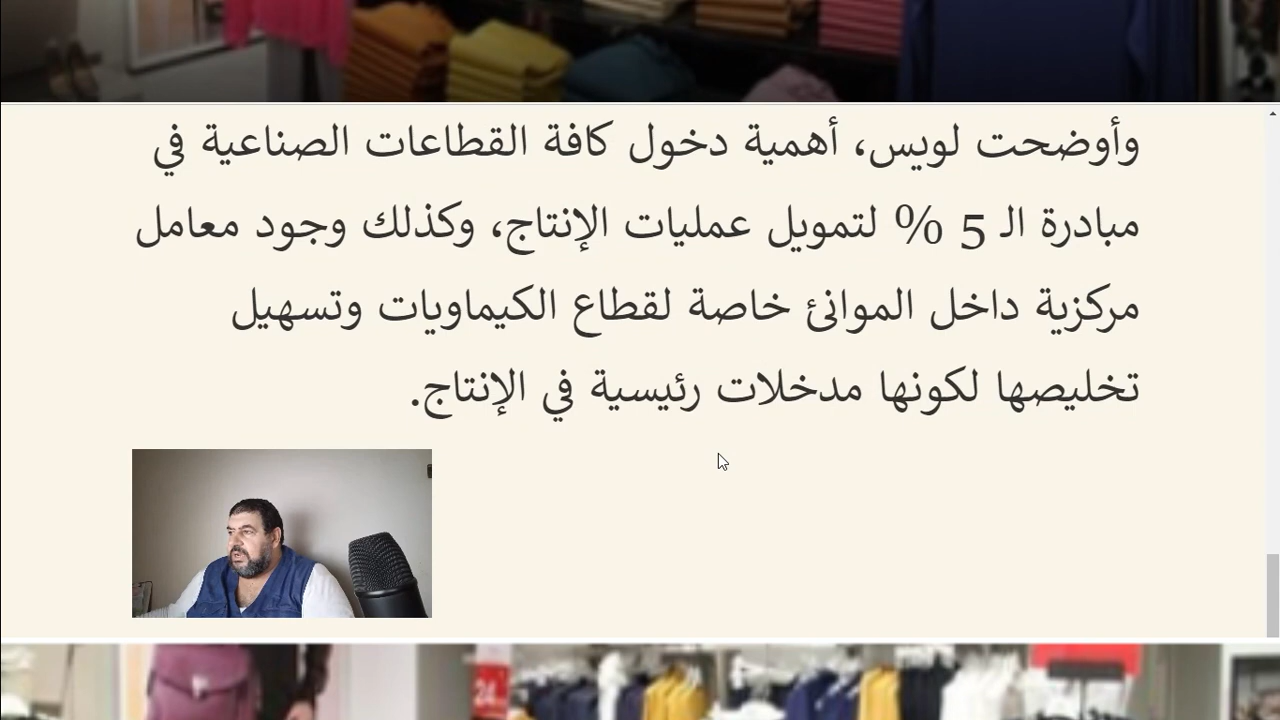 وأوضحت لويس، أهمية دخول كافة القطاعات الصناعية في
مبادرة الـ 5 % لتمويل عمليات الإنتاج، وكذلك وجود معامل
مركزية داخل الموانئ خاصة لقطاع الكيماويات وتسهيل
تخليصها لكونها مدخلات رئيسية في الإنتاج.
24